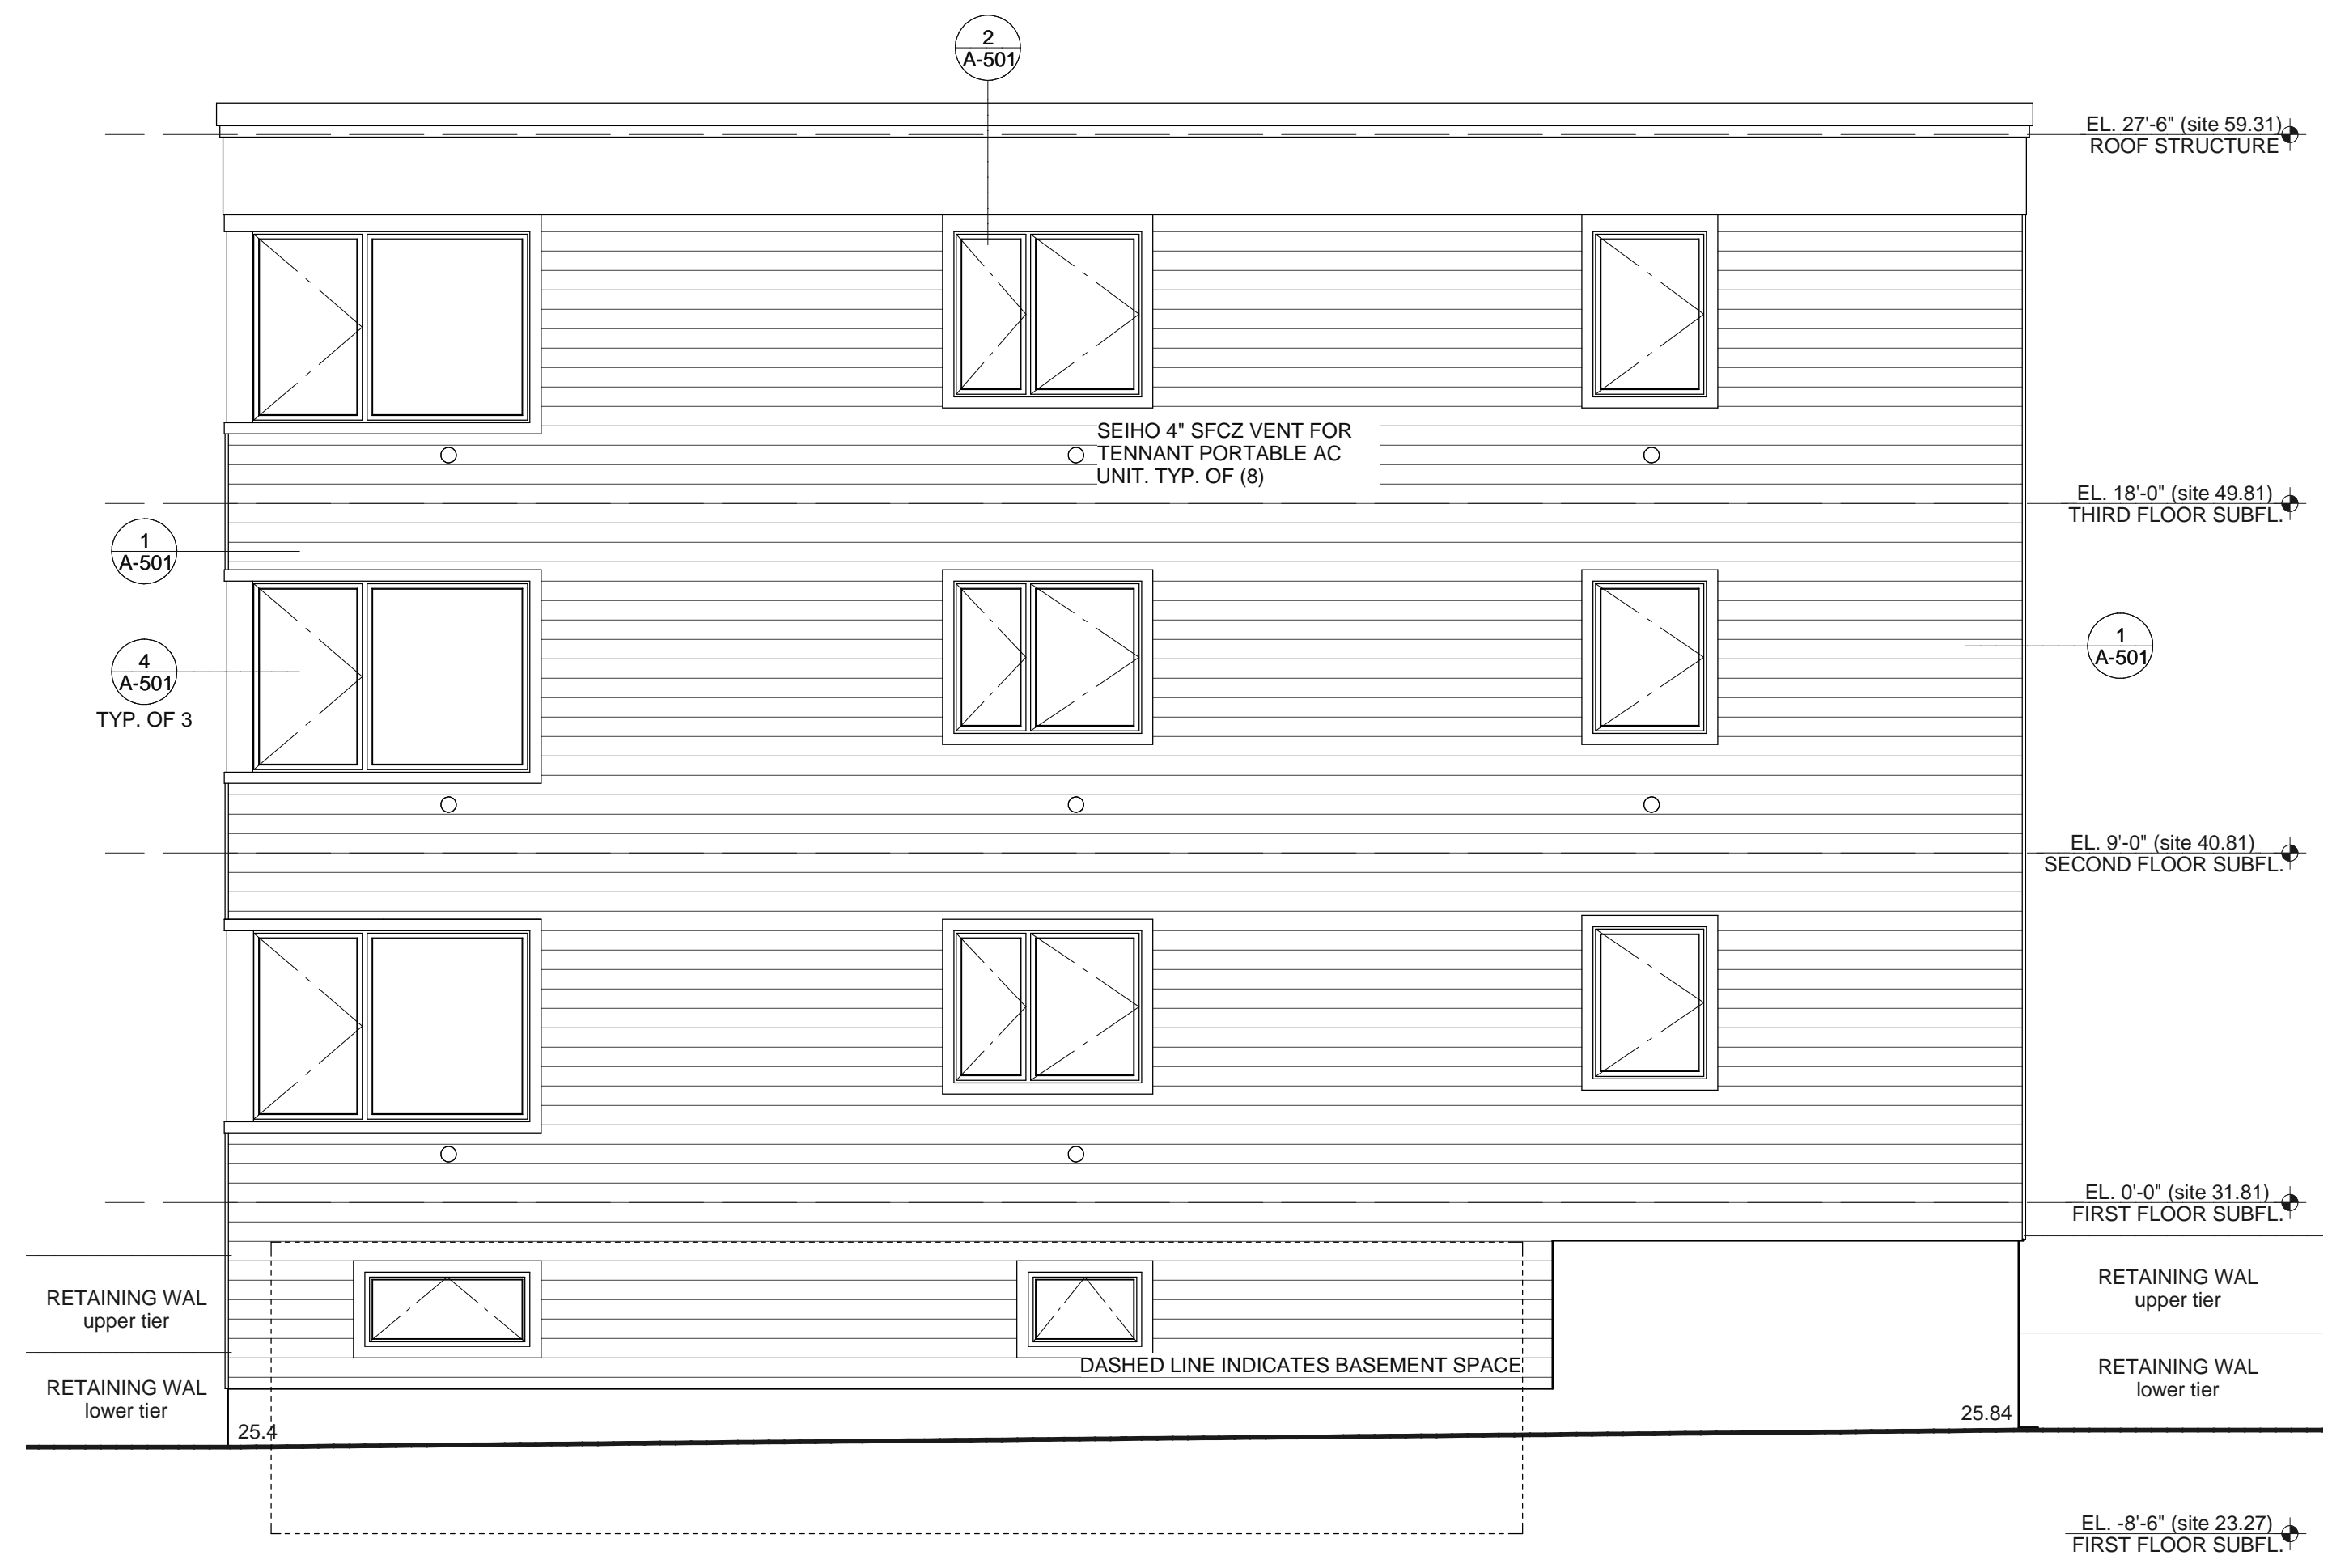 2
A-501
EL. 27'-6" (site 59.31)
ROOF STRUCTURE
SEIHO 4" SFCZ VENT FOR
TENNANT PORTABLE AC
UNIT. TYP. OF (8)
EL. 18'-0" (site 49.81)
THIRD FLOOR SUBFL.
1
A-501
4
A-501
TYP. OF 3
1
A-501
EL. 9'-0" (site 40.81)
SECOND FLOOR SUBFL.
EL. 0'-0" (site 31.81)
FIRST FLOOR SUBFL.
RETAINING WAL
upper tier
RETAINING WAL
lower tier
RETAINING WAL
upper tier
RETAINING WAL
lower tier
DASHED LINE INDICATES BASEMENT SPACE
25.4
25.84
EL. -8'-6" (site 23.27)
FIRST FLOOR SUBFL.